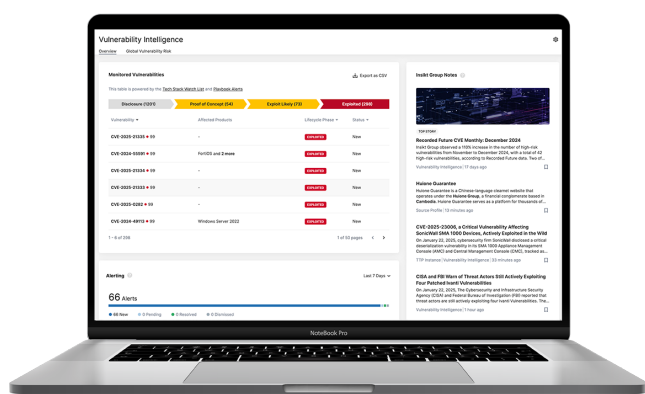 Vulnerability Intelligence
Overview Global Vulnerability Risk
Monitored Vulnerabilities
Export as CSV
This table is powered by the Tech Stack Watch List and Playbook Alerts
Disclosure (1201) Proof of Concept (54) Exploit Likely (73) Exploited (298)
Vulnerability Affected Products Lifecycle Phase Status
CVE-2025-21335 99 - EXPLOITED New
CVE-2024-55591 99 FortiOS and 2 more EXPLOITED New
CVE-2025-21334 99 - EXPLOITED New
CVE-2025-21333 99 - EXPLOITED New
CVE-2025-0282 99 - EXPLOITED New
CVE-2024-49113 99 Windows Server 2022 EXPLOITED New
1 - 6 of 298
1 of 50 pages
Alerting
Last 7 Days
66 Alerts
66 New 0 Pending 0 Resolved 0 Dismissed
Insikt Group Notes
TOP STORY
Recorded Future CVE Monthly: December 2024
Insikt Group observed a 115% increase in the number of high-risk
vulnerabilities from November to December 2024, with a total of 43
high-risk vulnerabilities, according to Recorded Future data. Two of...
Vulnerability Intelligence | 17 days ago
Huione Guarantee
Huione Guarantee is a Chinese-language clearnet website that
operates under the Huione Group, a financial conglomerate based in
Cambodia. Huione Guarantee serves as a platform for thousands of...
Source Profile | 13 minutes ago
CVE-2025-23006, a Critical Vulnerability Affecting
SonicWall SMA 1000 Devices, Actively Exploited in the Wild
On January 22, 2025, cybersecurity firm SonicWall disclosed a critical
deserialization vulnerability in its SMA 1000 Appliance Management
Console (AMC) and Central Management Console (CMC), tracked as...
TTP Instance | Vulnerability Intelligence | 33 minutes ago
CISA and FBI Warn of Threat Actors Still Actively Exploiting
Four Patched Ivanti Vulnerabilities
On January 22, 2025, The Cybersecurity and Infrastructure Security
Agency (CISA) and Federal Bureau of Investigation (FBI) reported that
threat actors are still actively exploiting four Ivanti Vulnerabilities. The...
Vulnerability Intelligence | 1 hour ago
NoteBook Pro